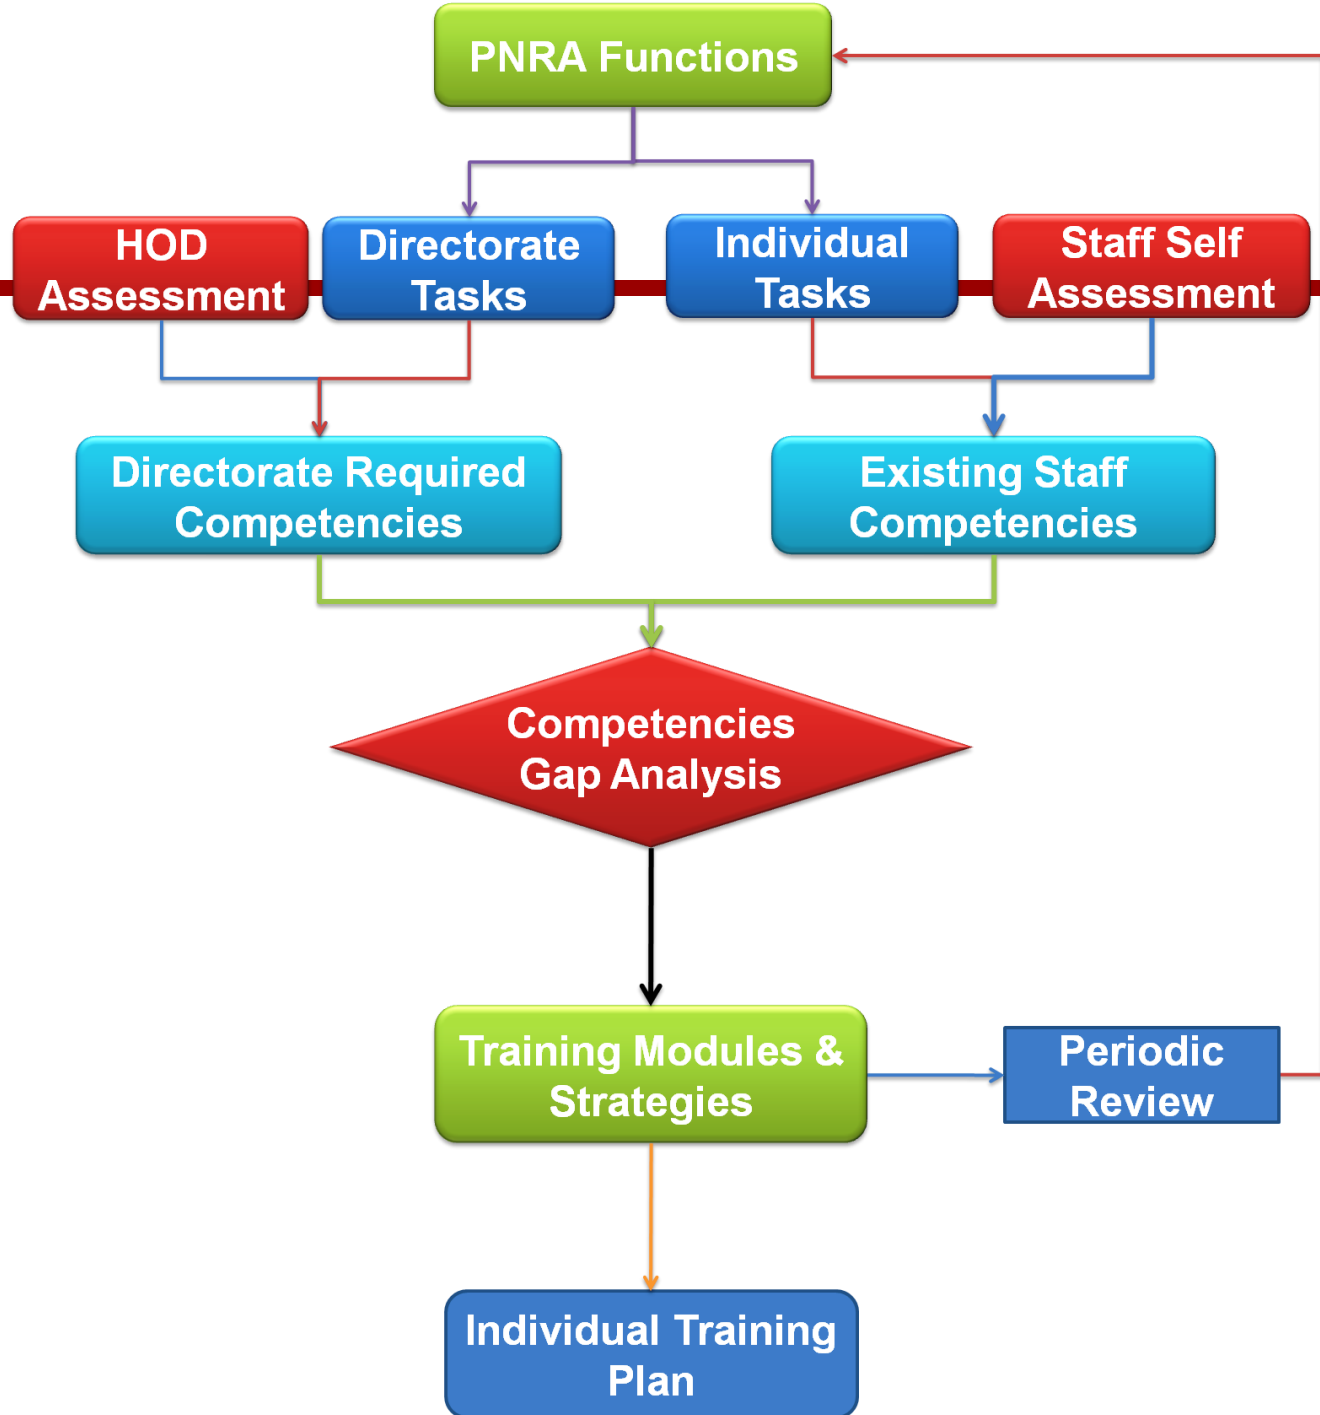 PNRA Functions
HOD
Assessment
Directorate
Tasks
Individual
Tasks
Staff Self
Assessment
Directorate Required
Competencies
Existing Staff
Competencies
Competencies
Gap Analysis
Training Modules &
Strategies
Periodic
Review
Individual Training
Plan